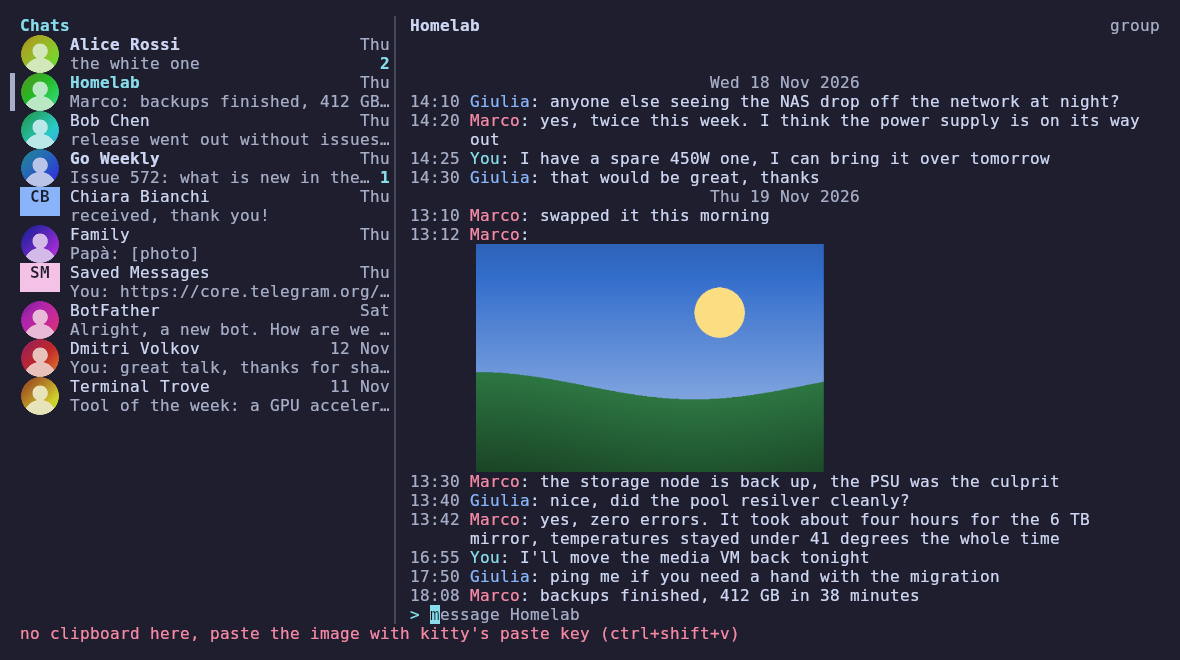 Chats
Alice Rossi Thu
the white one 2
Homelab Thu
Marco: backups finished, 412 GB…
Bob Chen Thu
release went out without issues…
Go Weekly Thu
Issue 572: what is new in the… 1
CB Chiara Bianchi Thu
received, thank you!
Family Thu
Papà: [photo]
SM Saved Messages Thu
You: https://core.telegram.org/…
BotFather Sat
Alright, a new bot. How are we …
Dmitri Volkov 12 Nov
You: great talk, thanks for sha…
Terminal Trove 11 Nov
Tool of the week: a GPU acceler…
Homelab group
Wed 18 Nov 2026
14:10 Giulia: anyone else seeing the NAS drop off the network at night?
14:20 Marco: yes, twice this week. I think the power supply is on its way
out
14:25 You: I have a spare 450W one, I can bring it over tomorrow
14:30 Giulia: that would be great, thanks
Thu 19 Nov 2026
13:10 Marco: swapped it this morning
13:12 Marco:
13:30 Marco: the storage node is back up, the PSU was the culprit
13:40 Giulia: nice, did the pool resilver cleanly?
13:42 Marco: yes, zero errors. It took about four hours for the 6 TB
mirror, temperatures stayed under 41 degrees the whole time
16:55 You: I'll move the media VM back tonight
17:50 Giulia: ping me if you need a hand with the migration
18:08 Marco: backups finished, 412 GB in 38 minutes
> message Homelab
no clipboard here, paste the image with kitty's paste key (ctrl+shift+v)